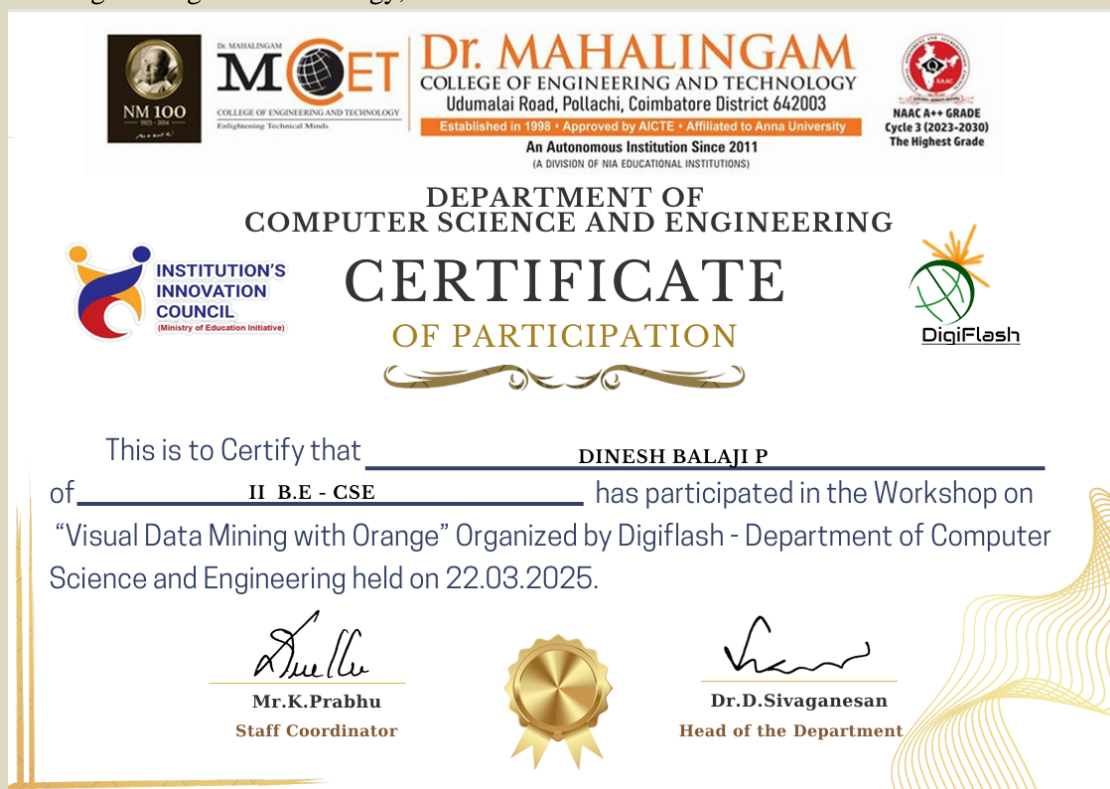 NM 100
1923 - 2014
Dr. MAHALINGAM
MCET
COLLEGE OF ENGINEERING AND TECHNOLOGY
Enlightening Technical Minds
Dr. MAHALINGAM
COLLEGE OF ENGINEERING AND TECHNOLOGY
Udumalai Road, Pollachi, Coimbatore District 642003
Established in 1998 • Approved by AICTE • Affiliated to Anna University
An Autonomous Institution Since 2011
(A DIVISION OF NIA EDUCATIONAL INSTITUTIONS)
NAAC
NAAC A++ GRADE
Cycle 3 (2023-2030)
The Highest Grade
DEPARTMENT OF
COMPUTER SCIENCE AND ENGINEERING
INSTITUTION'S
INNOVATION
COUNCIL
(Ministry of Education Initiative)
CERTIFICATE
OF PARTICIPATION
DigiFlash
This is to Certify that DINESH BALAJI P
of II B.E - CSE has participated in the Workshop on
“Visual Data Mining with Orange” Organized by Digiflash - Department of Computer
Science and Engineering held on 22.03.2025.
Mr.K.Prabhu
Staff Coordinator
Dr.D.Sivaganesan
Head of the Department